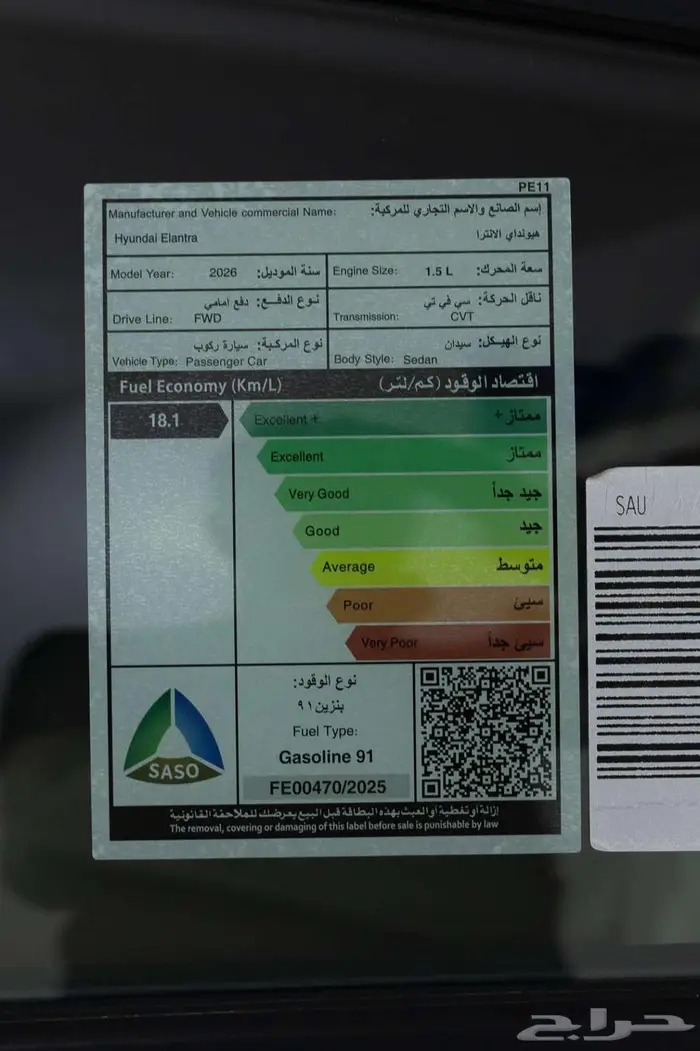 PE11
Manufacturer and Vehicle commercial Name: إسم الصانع والاسم التجاري للمركبة:
Hyundai Elantra هيونداي الانترا
Model Year: 2026 سنة الموديل:
Engine Size: 1.5 L سعة المحرك:
نوع الدفع: دفع امامي
Drive Line: FWD
ناقل الحركة: سي في تي
Transmission: CVT
نوع المركبة: سيارة ركوب
Vehicle Type: Passenger Car
نوع الهيكل: سيدان
Body Style: Sedan
Fuel Economy (Km/L) اقتصاد الوقود (كم/لتر)
18.1
Excellent + ممتاز +
Excellent ممتاز
Very Good جيد جداً
Good جيد
Average متوسط
Poor سيئ
Very Poor سيئ جداً
SASO
نوع الوقود:
بنزين ٩١
Fuel Type:
Gasoline 91
FE00470/2025
إزالة أو تغطية أو العبث بهذه البطاقة قبل البيع يعرضك للملاحقة القانونية
The removal, covering or damaging of this label before sale is punishable by law
SAU
حراج